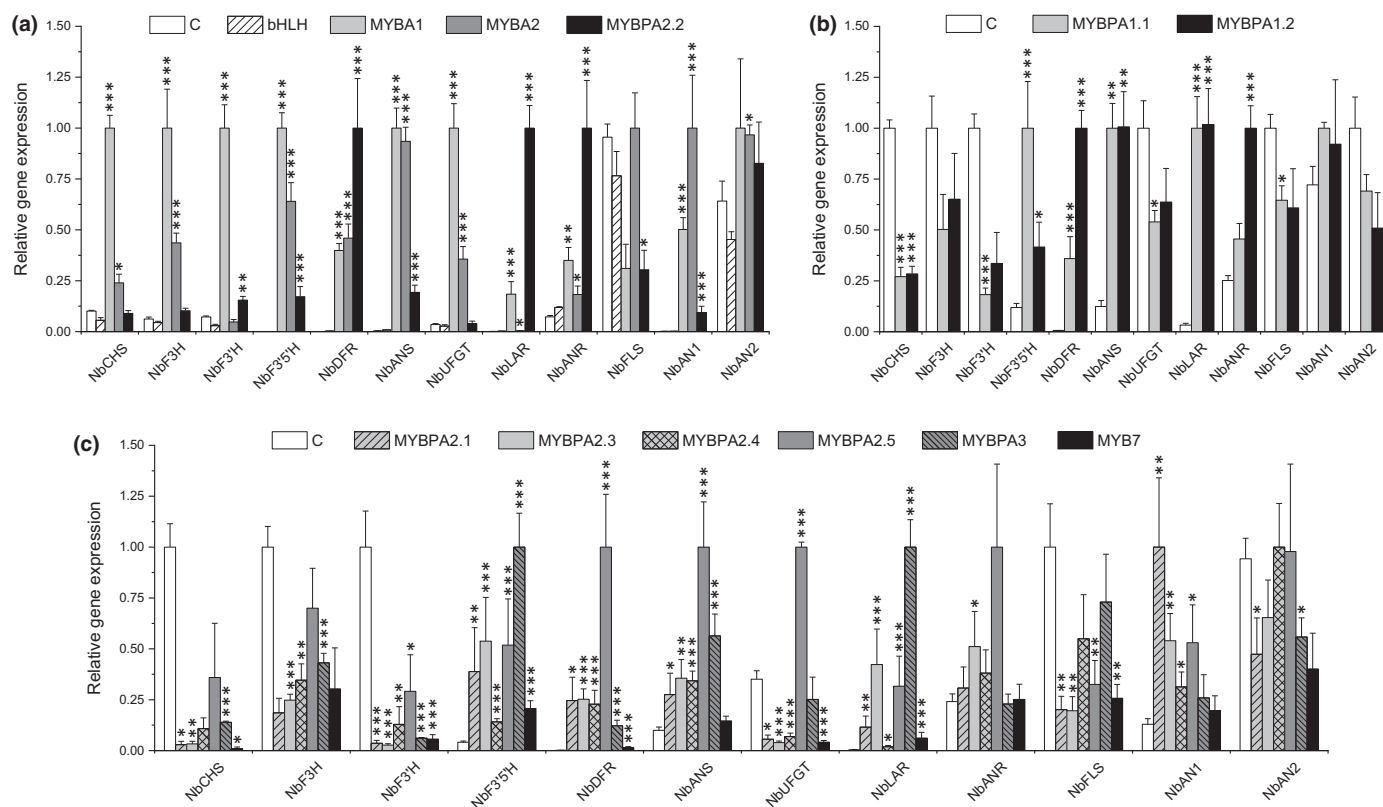 (a)
C bHLH MYBA1 MYBA2 MYBPA2.2
Relative gene expression
1.50
1.25
1.00
0.75
0.50
0.25
0.00
*** * *** *** *** ** *** *** *** *** *** *** *** *** *** *** *** *** * *** ** * *** * *** *** *** *
NbCHS NbF3H NbF3'H NbF3'5'H NbDFR NbANS NbUFGT NbLAR NbANR NbFLS NbAN1 NbAN2
(b)
C MYBPA1.1 MYBPA1.2
Relative gene expression
1.50
1.25
1.00
0.75
0.50
0.25
0.00
*** *** *** *** * *** *** ** ** * *** *** *** *
NbCHS NbF3H NbF3'H NbF3'5'H NbDFR NbANS NbUFGT NbLAR NbANR NbFLS NbAN1 NbAN2
(c)
C MYBPA2.1 MYBPA2.3 MYBPA2.4 MYBPA2.5 MYBPA3 MYB7
Relative gene expression
1.50
1.25
1.00
0.75
0.50
0.25
0.00
* ** *** * *** ** *** *** *** ** * *** *** ** *** *** *** *** *** * *** *** *** *** *** * ** *** *** *** * *** *** *** ** *** * *** *** *** * ** ** ** ** ** ** * * * *
NbCHS NbF3H NbF3'H NbF3'5'H NbDFR NbANS NbUFGT NbLAR NbANR NbFLS NbAN1 NbAN2